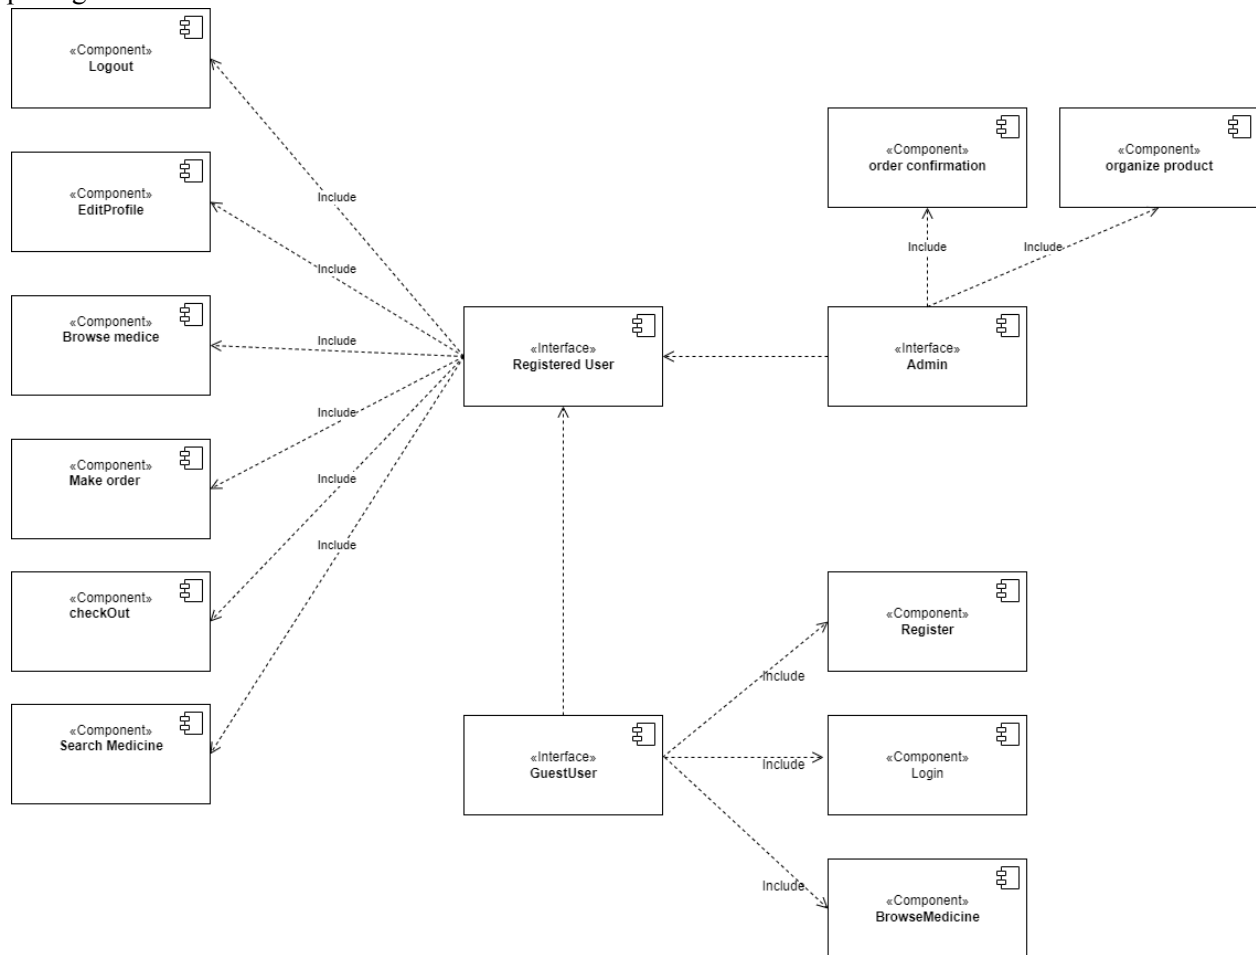 «Component»
Logout
«Component»
EditProfile
«Component»
Browse medice
«Component»
Make order
«Component»
checkOut
«Component»
Search Medicine
Include
Include
Include
Include
Include
Include
«Interface»
Registered User
«Component»
order confirmation
«Component»
organize product
Include
Include
«Interface»
Admin
«Interface»
GuestUser
Include
Include
Include
«Component»
Register
«Component»
Login
«Component»
BrowseMedicine